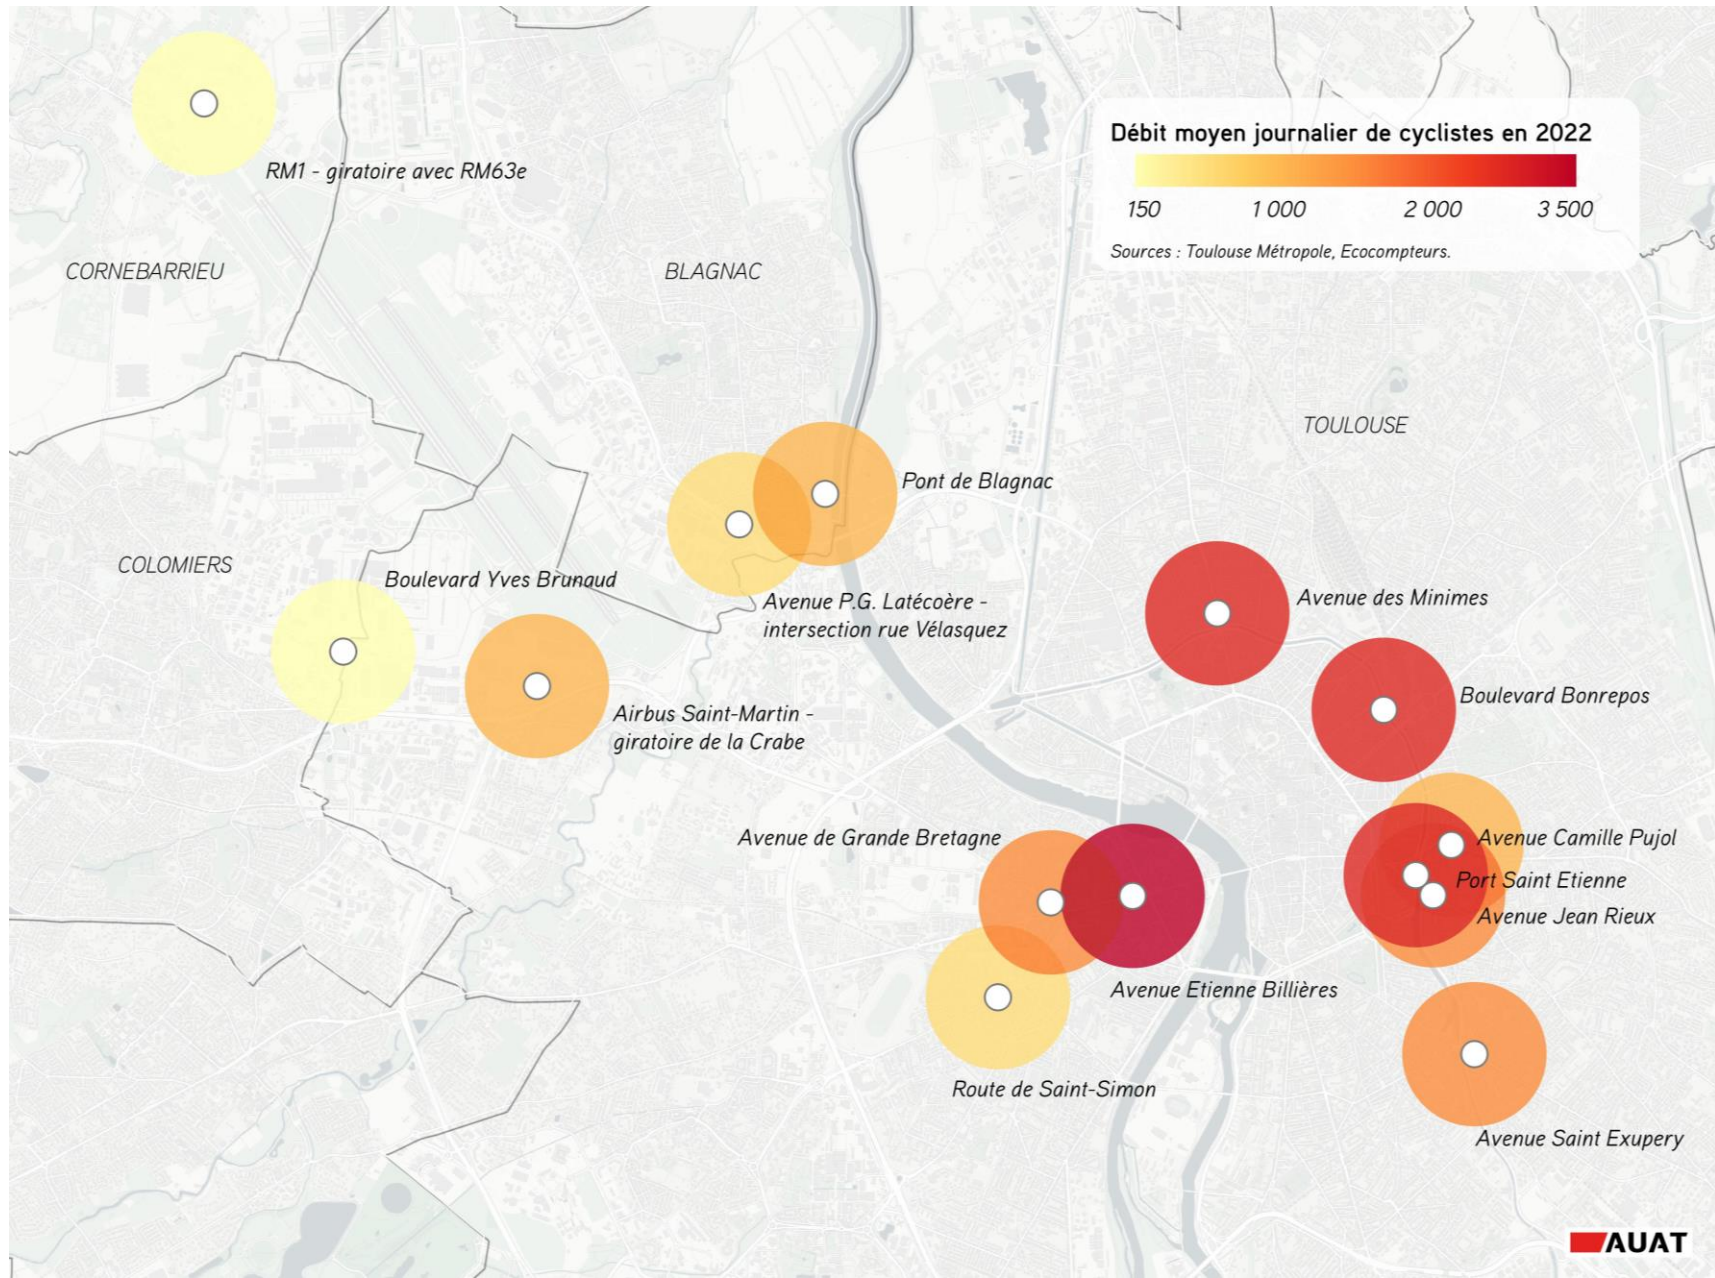 Débit moyen journalier de cyclistes en 2022
150 1 000 2 000 3 500
Sources : Toulouse Métropole, Ecocompteurs.
RM1 - giratoire avec RM63e
CORNEBARRIEU
BLAGNAC
TOULOUSE
Pont de Blagnac
COLOMIERS
Boulevard Yves Brunaud
Avenue P.G. Latécoère -
intersection rue Vélasquez
Avenue des Minimes
Boulevard Bonrepos
Airbus Saint-Martin -
giratoire de la Crabe
Avenue de Grande Bretagne
Avenue Camille Pujol
Port Saint Etienne
Avenue Jean Rieux
Avenue Etienne Billières
Route de Saint-Simon
Avenue Saint Exupery
AUAT